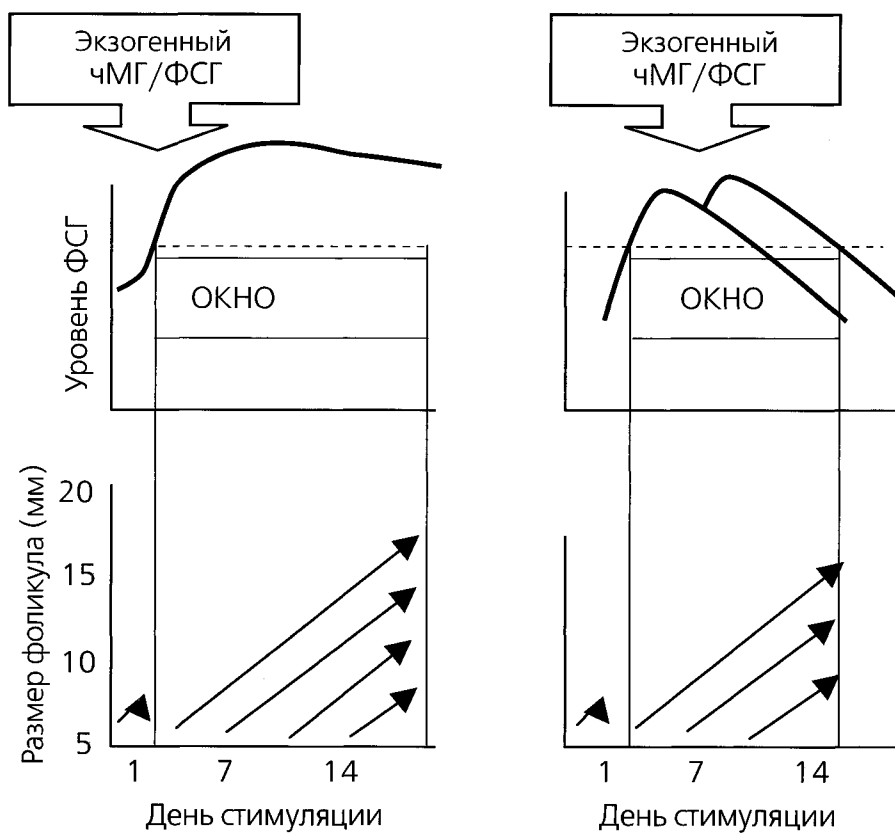 Экзогенный
чМГ/ФСГ
Уровень ФСГ
ОКНО
Размер фоликула (мм)
20
15
10
5
1 7 14
День стимуляции
Экзогенный
чМГ/ФСГ
ОКНО
1 7 14
День стимуляции